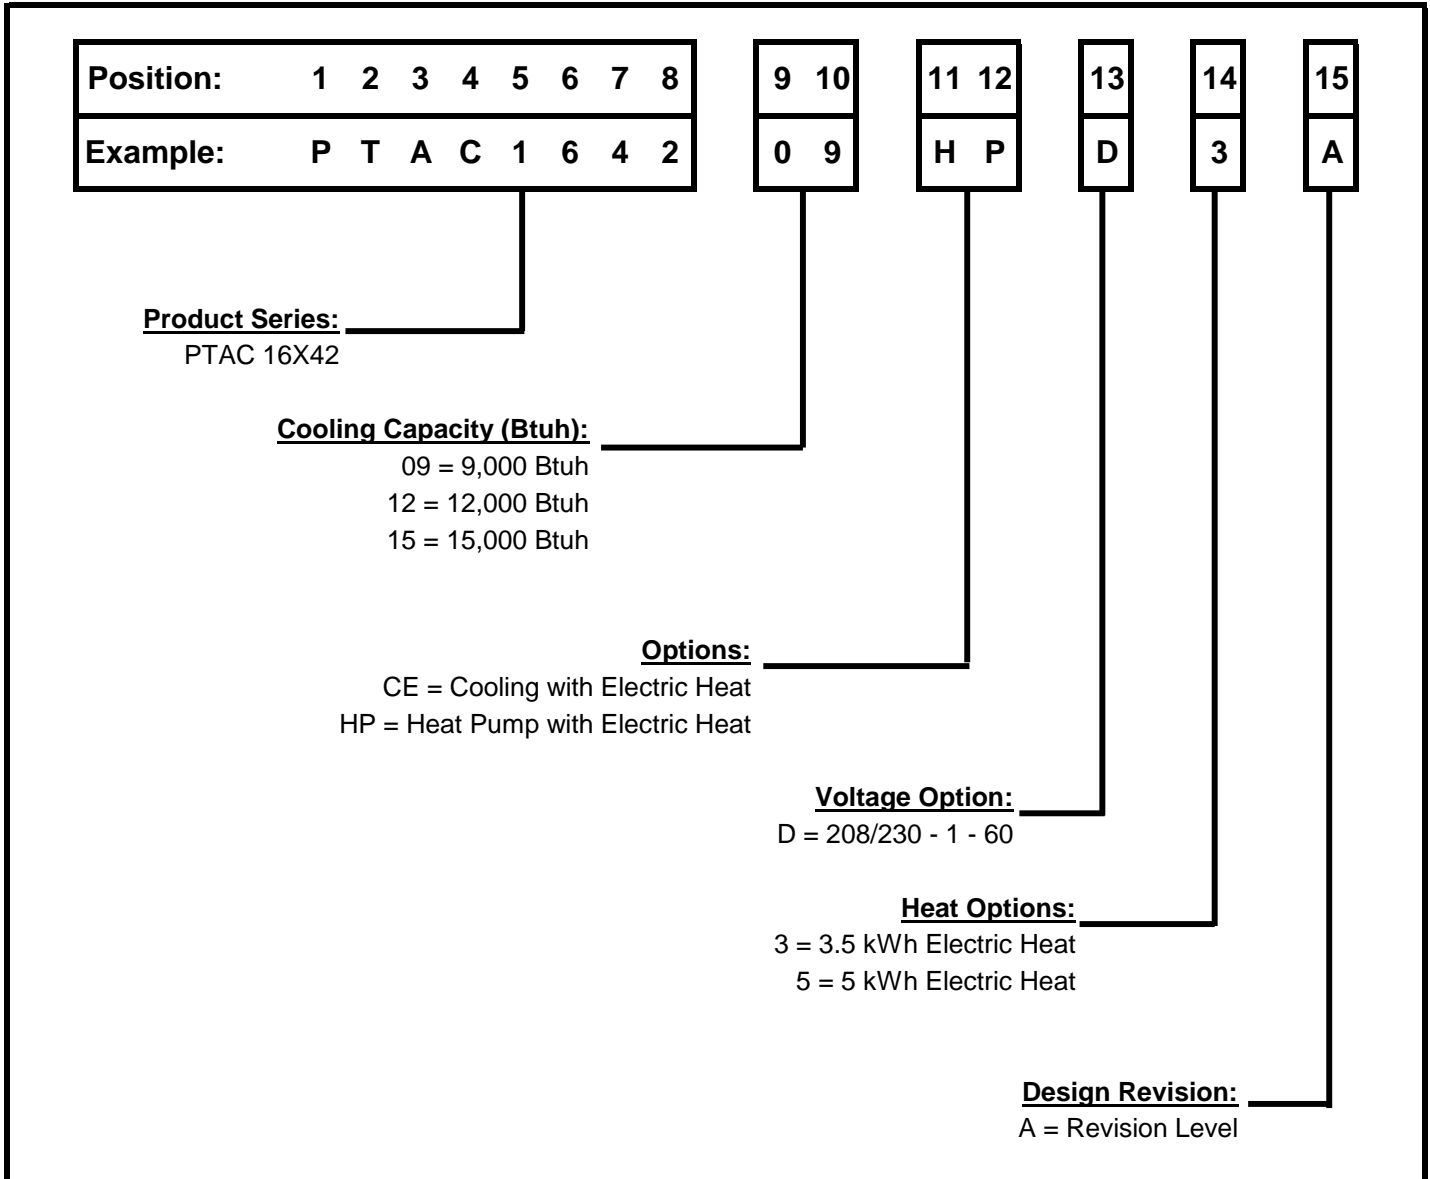 Position: 1 2 3 4 5 6 7 8 9 10 11 12 13 14 15
Example: P T A C 1 6 4 2 0 9 H P D 3 A
Product Series:
PTAC 16X42
Cooling Capacity (Btuh):
09 = 9,000 Btuh
12 = 12,000 Btuh
15 = 15,000 Btuh
Options:
CE = Cooling with Electric Heat
HP = Heat Pump with Electric Heat
Voltage Option:
D = 208/230 - 1 - 60
Heat Options:
3 = 3.5 kWh Electric Heat
5 = 5 kWh Electric Heat
Design Revision:
A = Revision Level